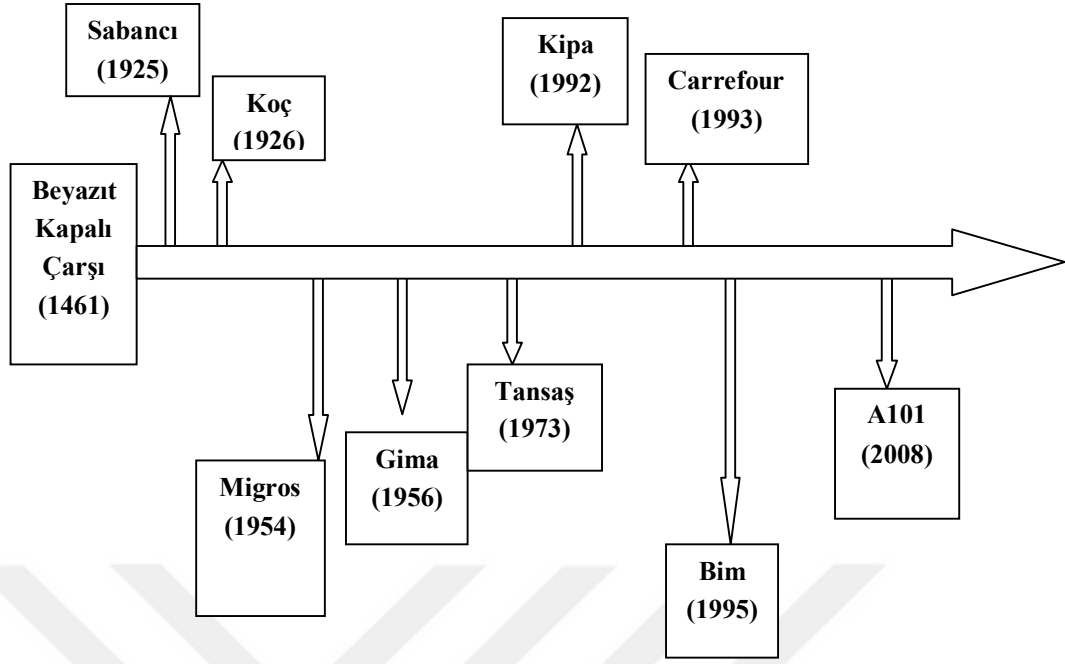 Sabancı
(1925)
Koç
(1926)
Kipa
(1992)
Carrefour
(1993)
Beyazıt
Kapalı
Çarşı
(1461)
Migros
(1954)
Gima
(1956)
Tansaş
(1973)
Bim
(1995)
A101
(2008)